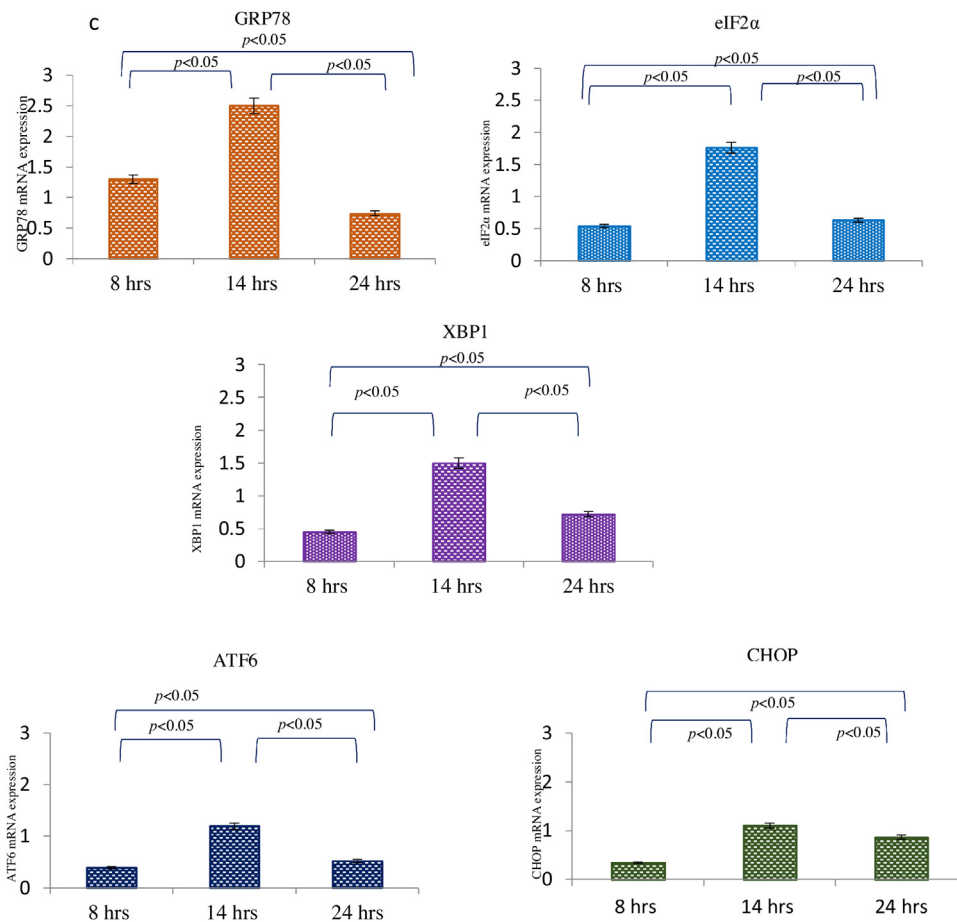 c
GRP78
p<0.05
p<0.05
p<0.05
GRP78 mRNA expression
3
2.5
2
1.5
1
0.5
0
8 hrs
14 hrs
24 hrs
eIF2α
p<0.05
p<0.05
p<0.05
eIF2α mRNA expression
3
2.5
2
1.5
1
0.5
0
8 hrs
14 hrs
24 hrs
XBP1
p<0.05
p<0.05
p<0.05
XBP1 mRNA expression
3
2.5
2
1.5
1
0.5
0
8 hrs
14 hrs
24 hrs
ATF6
p<0.05
p<0.05
p<0.05
ATF6 mRNA expression
3
2
1
0
8 hrs
14 hrs
24 hrs
CHOP
p<0.05
p<0.05
p<0.05
CHOP mRNA expression
3
2
1
0
8 hrs
14 hrs
24 hrs